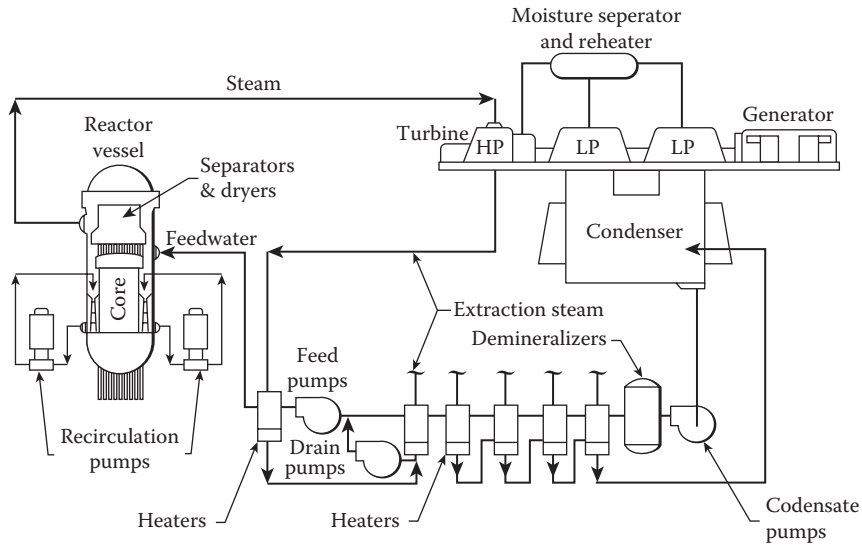 Moisture seperator
and reheater
Steam
Generator
Reactor
vessel
Turbine
HP
LP
LP
Separators
& dryers
Feedwater
Condenser
Core
Extraction steam
Demineralizers
Feed
pumps
Recirculation
pumps
Drain
pumps
Heaters
Heaters
Codensate
pumps